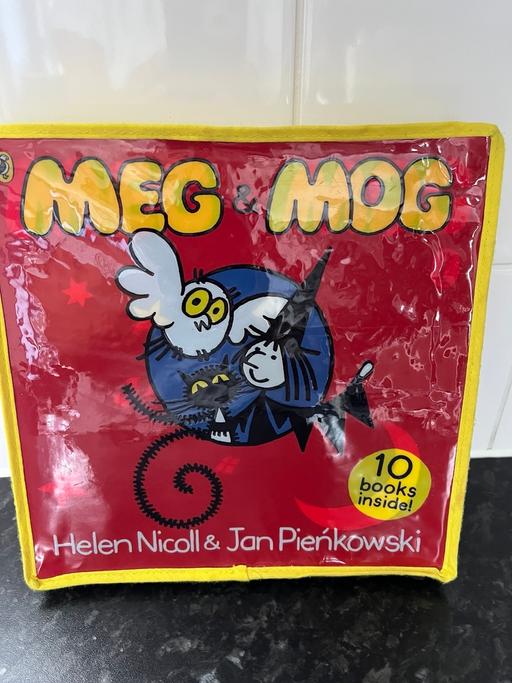 MEG & MOG
10
books
inside!
Helen Nicoll & Jan Pieńkowski